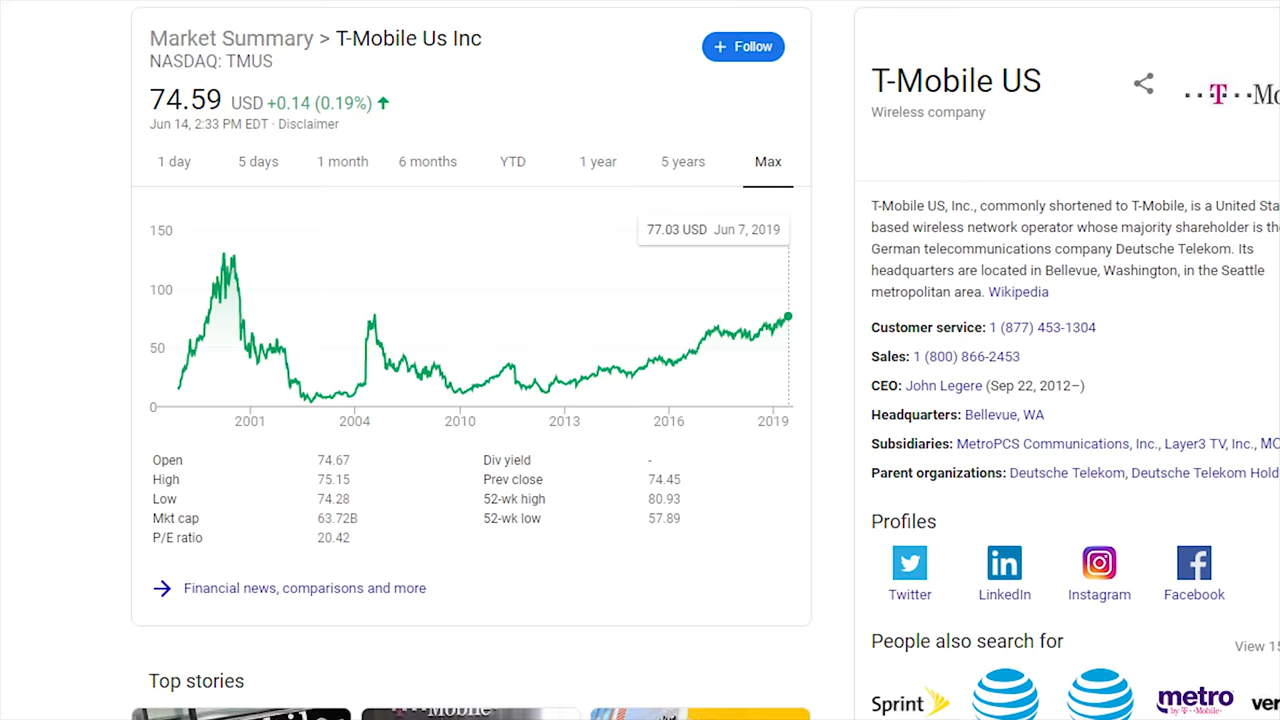 Market Summary > T-Mobile Us Inc
NASDAQ: TMUS
+ Follow
74.59 USD +0.14 (0.19%)
Jun 14, 2:33 PM EDT · Disclaimer
1 day 5 days 1 month 6 months YTD 1 year 5 years Max
77.03 USD Jun 7, 2019
150
100
50
0
2001 2004 2010 2013 2016 2019
Open 74.67 Div yield -
High 75.15 Prev close 74.45
Low 74.28 52-wk high 80.93
Mkt cap 63.72B 52-wk low 57.89
P/E ratio 20.42
Financial news, comparisons and more
Top stories
T-Mobile US
Wireless company
T-Mobile US, Inc., commonly shortened to T-Mobile, is a United Sta
based wireless network operator whose majority shareholder is the
German telecommunications company Deutsche Telekom. Its
headquarters are located in Bellevue, Washington, in the Seattle
metropolitan area. Wikipedia
Customer service: 1 (877) 453-1304
Sales: 1 (800) 866-2453
CEO: John Legere (Sep 22, 2012–)
Headquarters: Bellevue, WA
Subsidiaries: MetroPCS Communications, Inc., Layer3 TV, Inc., MO
Parent organizations: Deutsche Telekom, Deutsche Telekom Hold
Profiles
Twitter LinkedIn Instagram Facebook
People also search for
View 15
Sprint
metro
by T-Mobile
ver